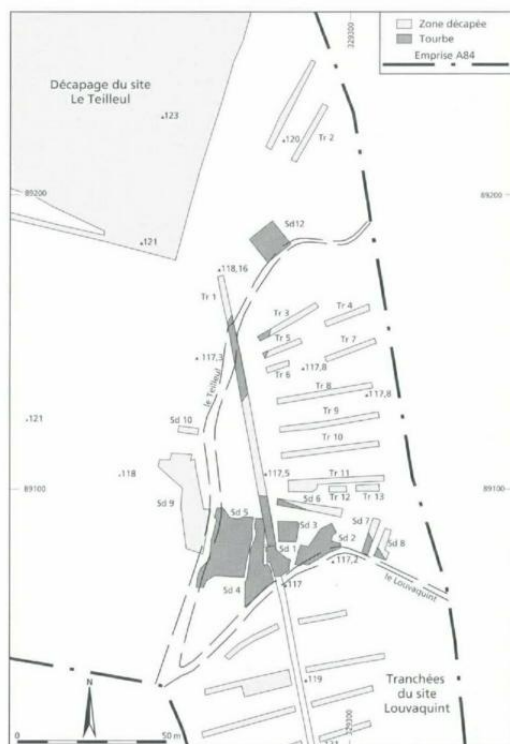 329300
Zone décapée
Tourbe
Emprise A84
Décapage du site
Le Teilleul
123
120
Tr 2
89200
89200
Sd12
121
118,16
Tr 1
Tr 3
Tr 4
Tr 5
Tr 7
117,3
Tr 6
117,8
le Teilleul
Tr 8
117,8
121
Tr 9
Sd 10
Tr 10
118
117,5
Tr 11
89100
89100
Sd 9
Sd 6
Tr 12
Tr 13
Sd 5
Sd 3
Sd 7
Sd 1
Sd 2
Sd 8
117,2
Sd 4
117
le Louvaquint
119
Tranchées
du site
Louvaquint
N
0
50 m
329300